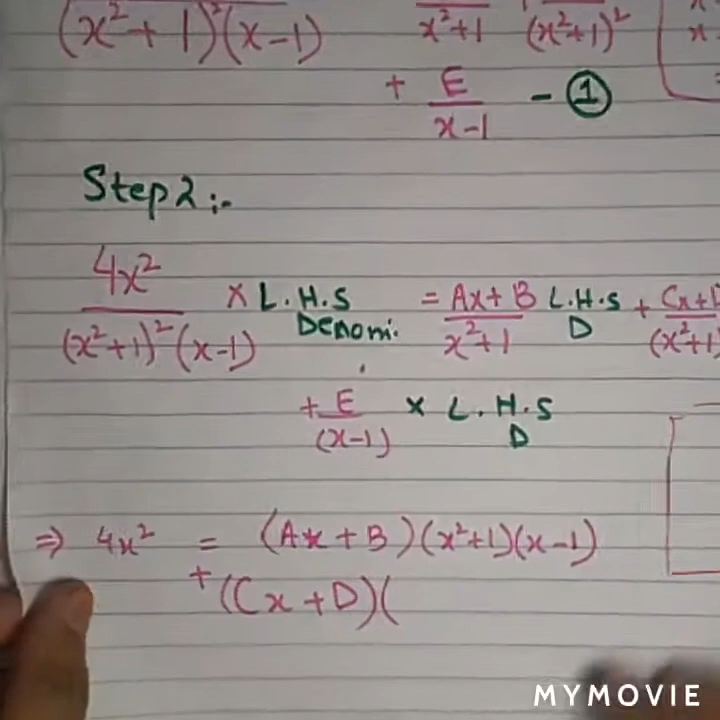 (x²+1)²(x-1) x²+1 (x²+1)²
+ E/(x-1) - ①
Step 2:-
4x²/((x²+1)²(x-1)) × L.H.S Denomi. = (Ax+B)/(x²+1) L.H.S D + (Cx+D)/(x²+1)
+ E/(x-1) × L.H.S D
⇒ 4x² = (Ax+B)(x²+1)(x-1)
+ (Cx+D)(
MYMOVIE